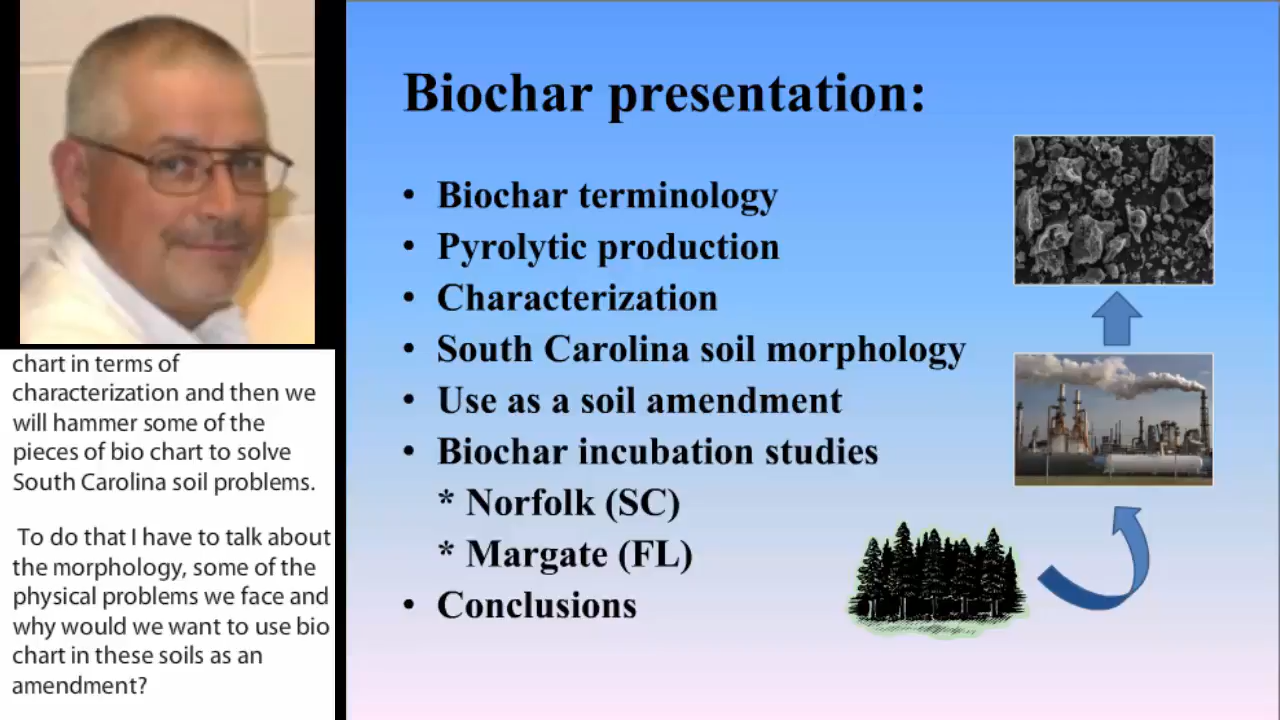 Biochar presentation:
• Biochar terminology
• Pyrolytic production
• Characterization
• South Carolina soil morphology
• Use as a soil amendment
• Biochar incubation studies
* Norfolk (SC)
* Margate (FL)
• Conclusions
chart in terms of
characterization and then we
will hammer some of the
pieces of bio chart to solve
South Carolina soil problems.
To do that I have to talk about
the morphology, some of the
physical problems we face and
why would we want to use bio
chart in these soils as an
amendment?